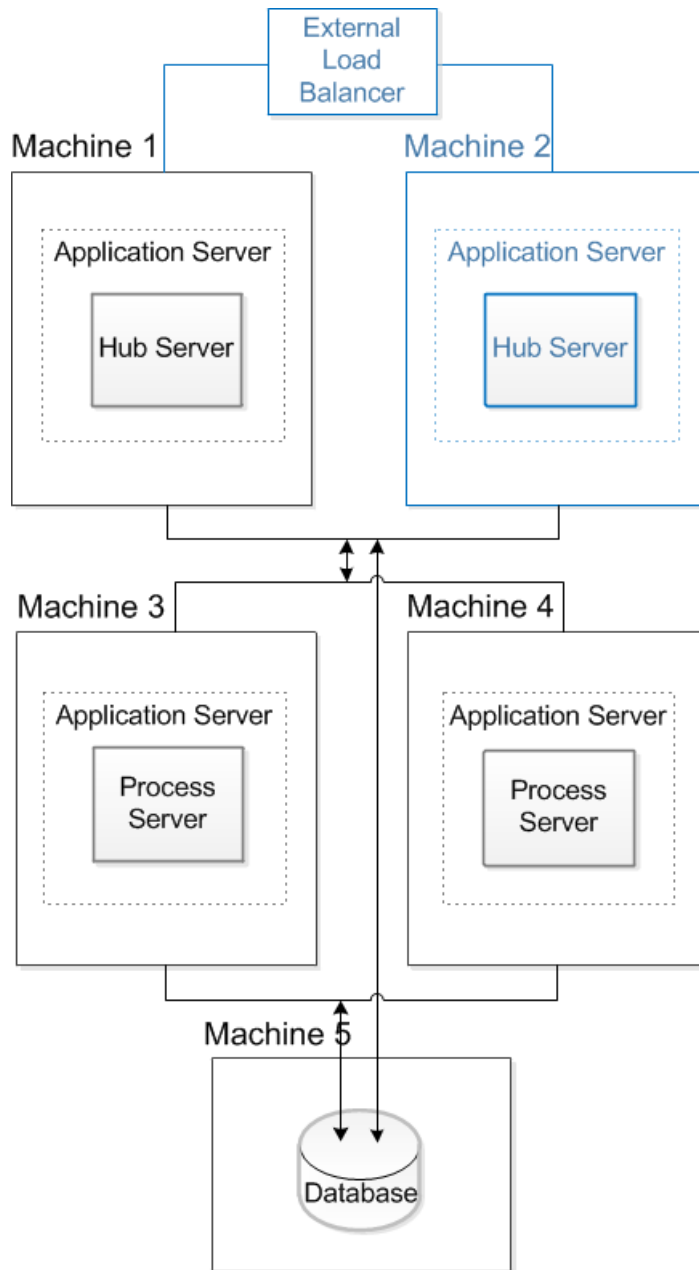 External
Load
Balancer
Machine 1
Machine 2
Application Server
Application Server
Hub Server
Hub Server
Machine 3
Machine 4
Application Server
Application Server
Process
Server
Process
Server
Machine 5
Database